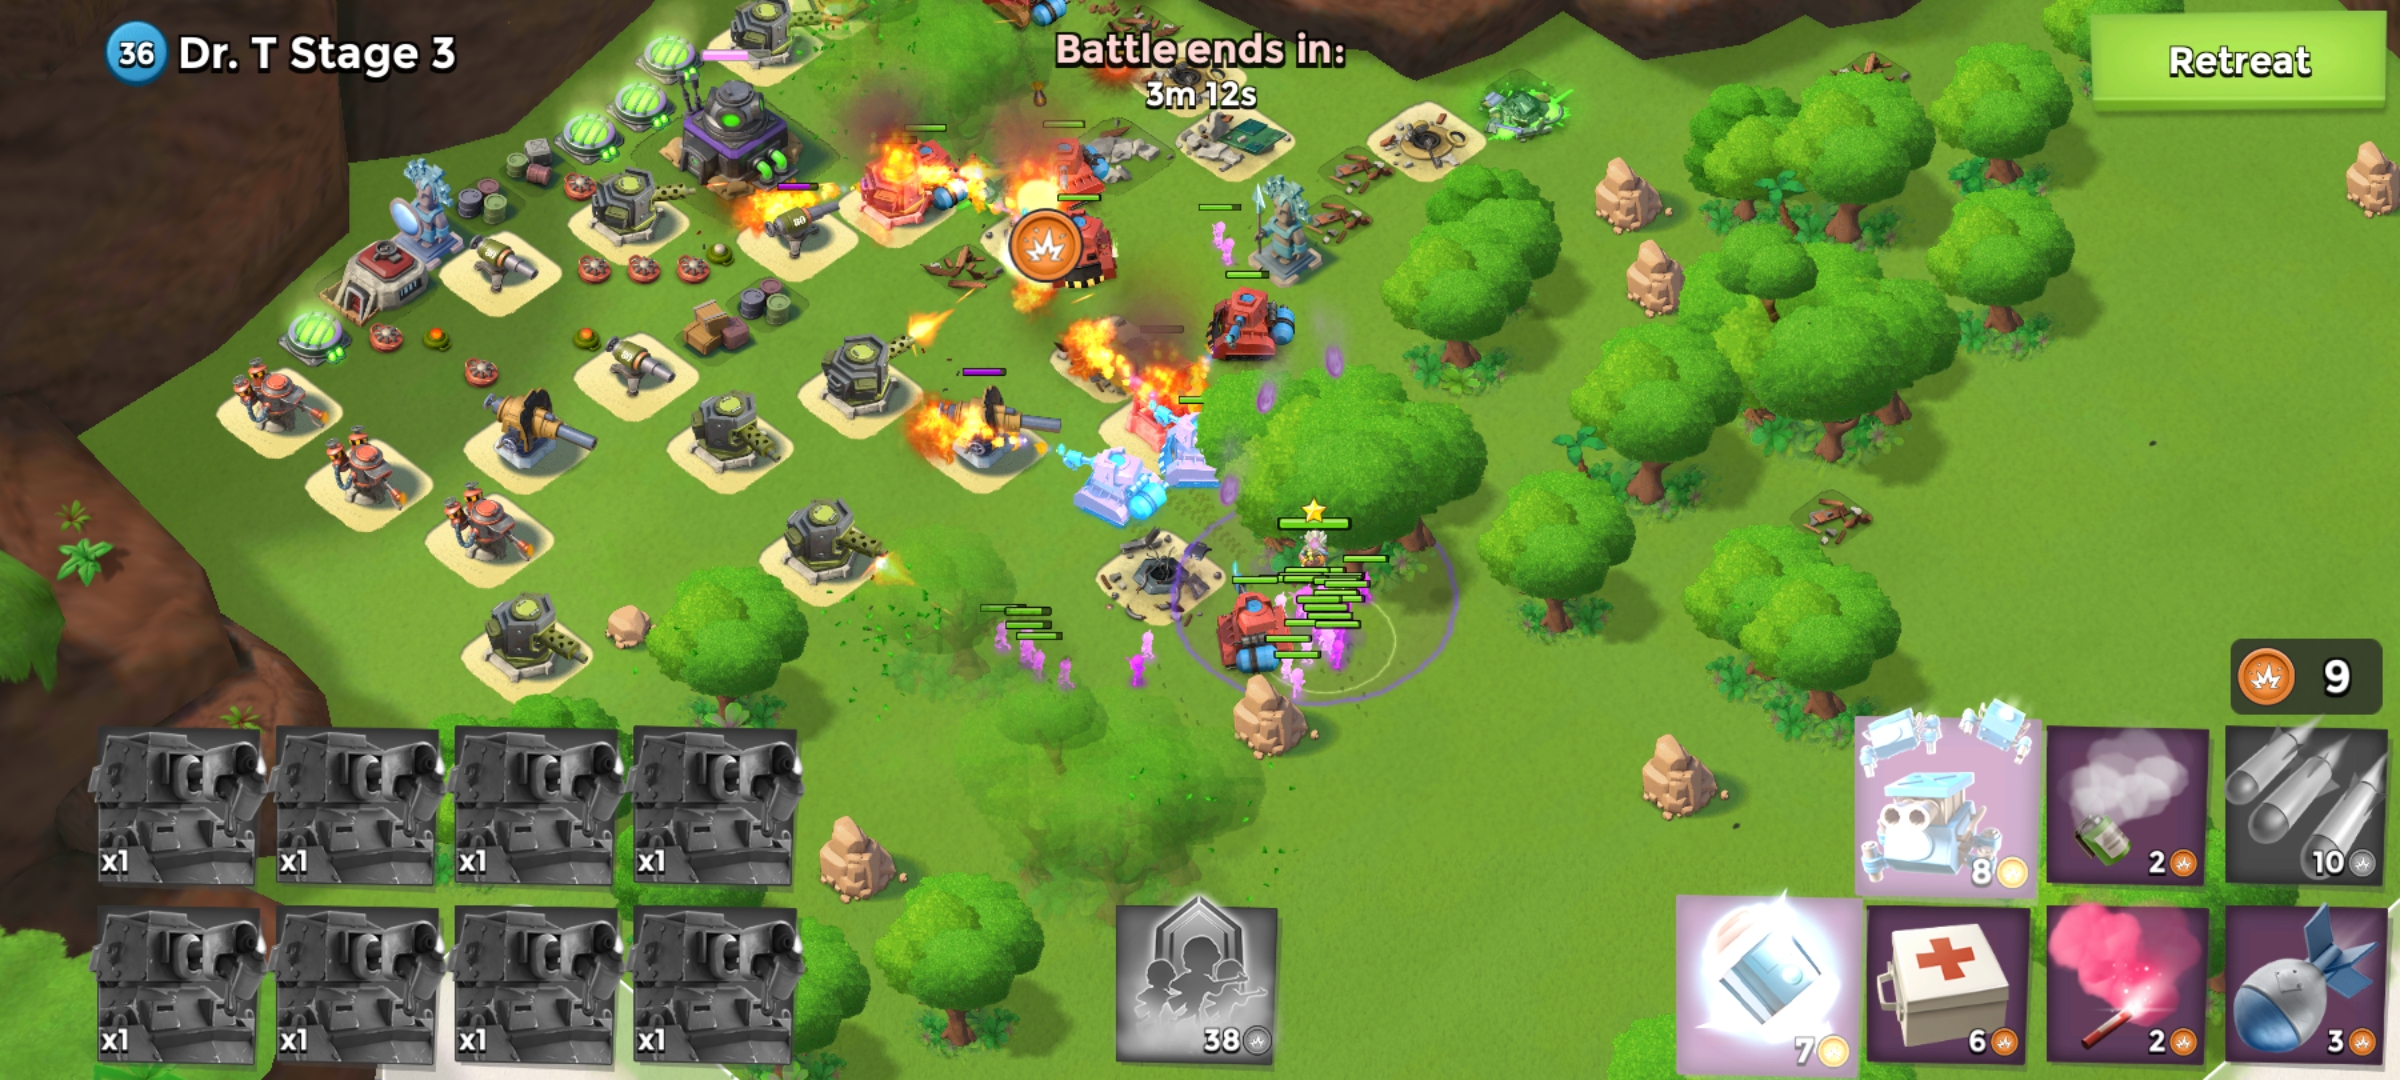 36 Dr. T Stage 3
Battle ends in:
3m 12s
Retreat
9
x1 x1 x1 x1
8 2 10
x1 x1 x1 x1
38
7 6 2 3